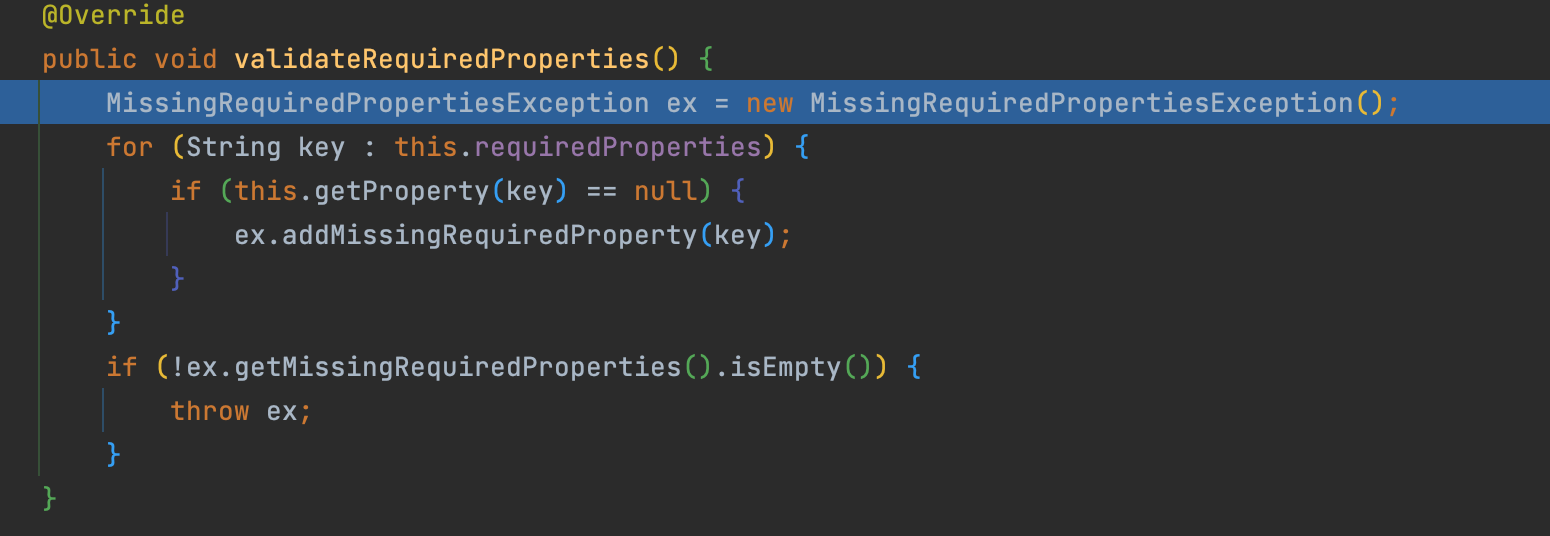 @Override
public void validateRequiredProperties() {
MissingRequiredPropertiesException ex = new MissingRequiredPropertiesException();
for (String key : this.requiredProperties) {
if (this.getProperty(key) == null) {
ex.addMissingRequiredProperty(key);
}
}
if (!ex.getMissingRequiredProperties().isEmpty()) {
throw ex;
}
}